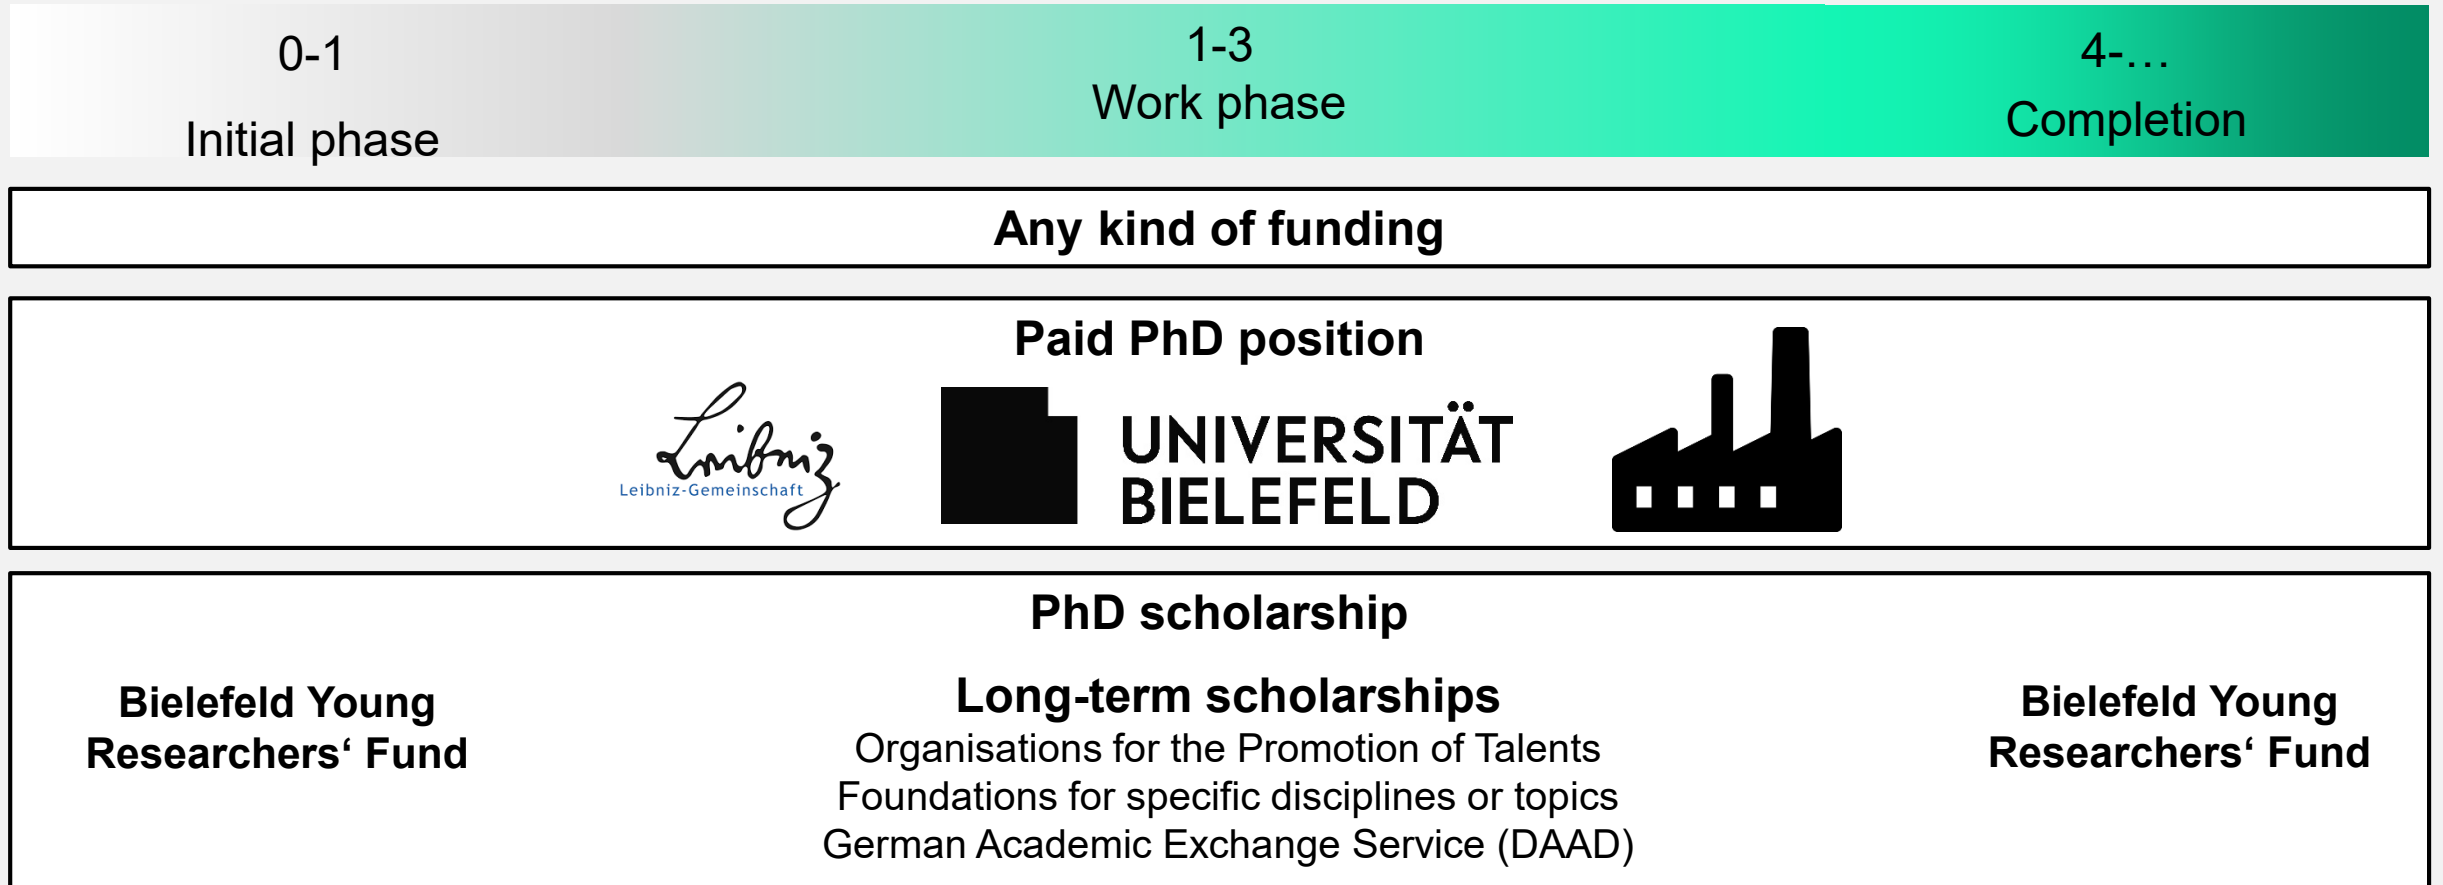 0-1
Initial phase
1-3
Work phase
4-…
Completion
Any kind of funding
Paid PhD position
Leibniz
Leibniz-Gemeinschaft
UNIVERSITÄT
BIELEFELD
PhD scholarship
Bielefeld Young
Researchers‘ Fund
Long-term scholarships
Organisations for the Promotion of Talents
Foundations for specific disciplines or topics
German Academic Exchange Service (DAAD)
Bielefeld Young
Researchers‘ Fund